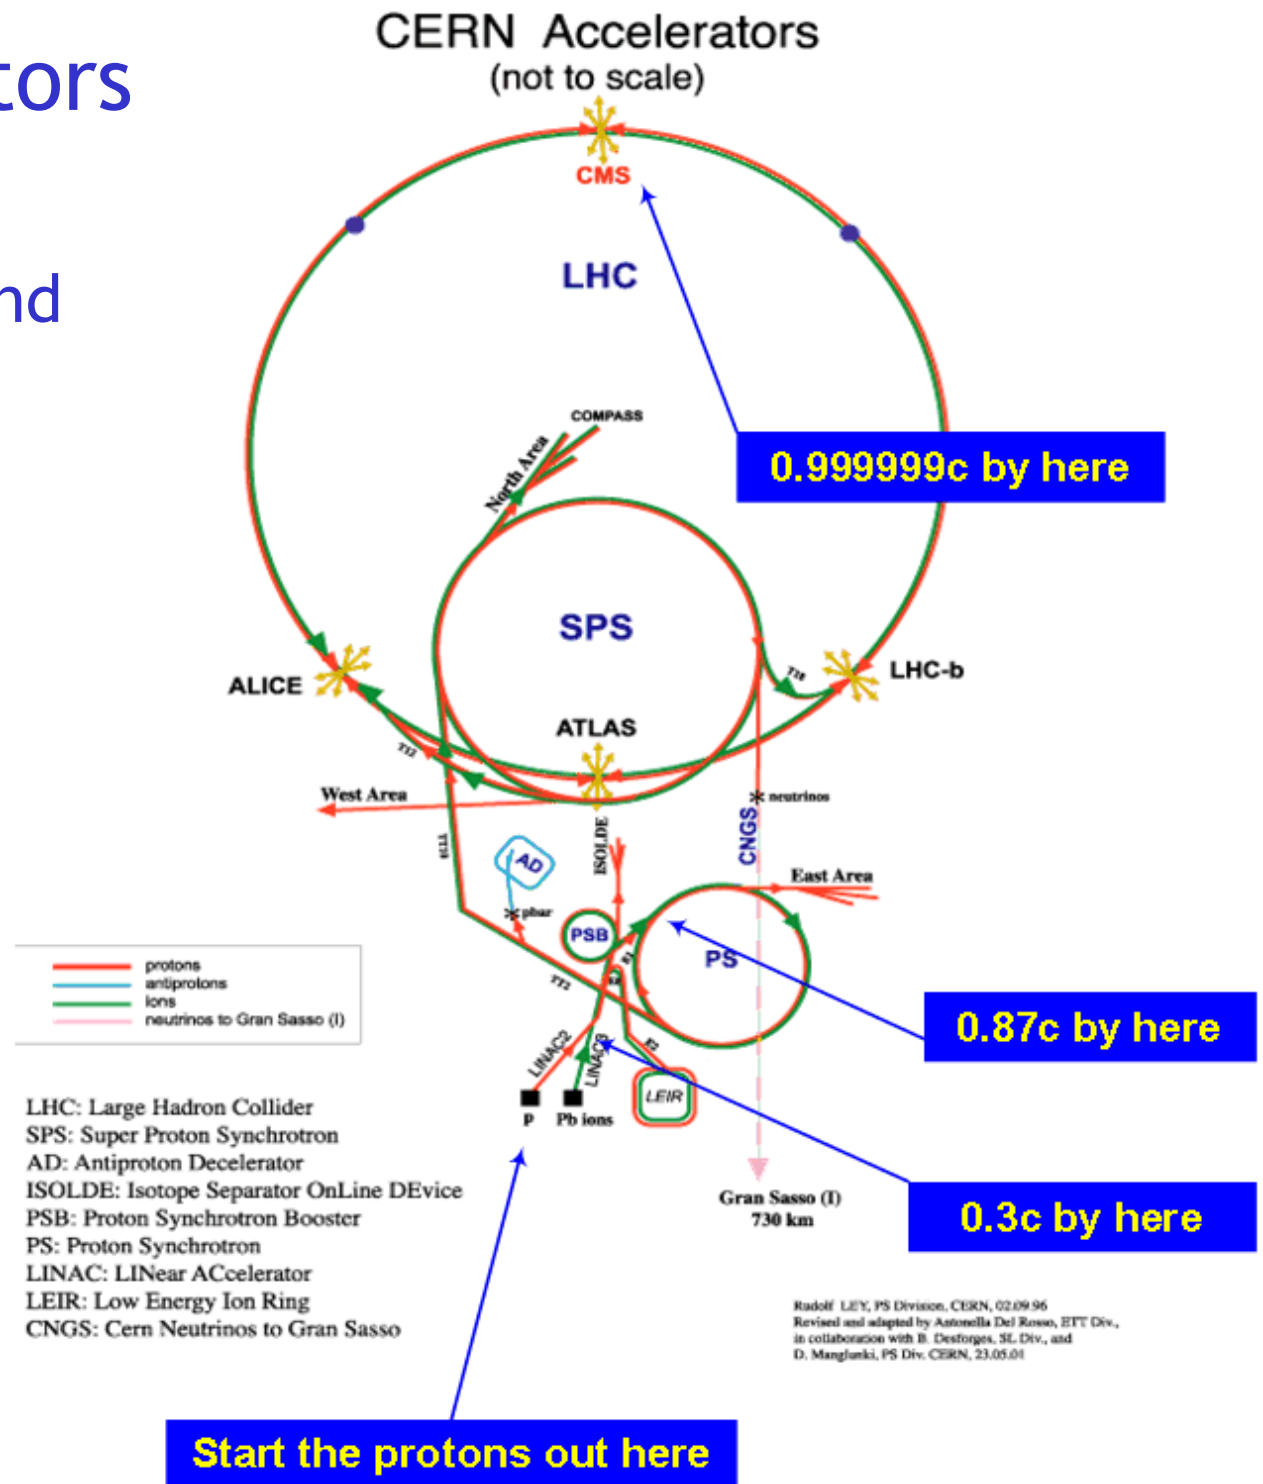 CERN Accelerators
(not to scale)
tors
nd
CMS
LHC
COMPASS
North Area
0.999999c by here
SPS
ALICE
LHC-b
TI8
ATLAS
TI2
West Area
neutrinos
CNGS
ISOLDE
TT10
AD
East Area
pbar
PSB
PS
TT2
E2
protons
antiprotons
ions
neutrinos to Gran Sasso (I)
0.87c by here
LINAC2
LINAC3
LEIR
p
Pb ions
LHC: Large Hadron Collider
SPS: Super Proton Synchrotron
AD: Antiproton Decelerator
ISOLDE: Isotope Separator OnLine DEvice
PSB: Proton Synchrotron Booster
PS: Proton Synchrotron
LINAC: LINear ACcelerator
LEIR: Low Energy Ion Ring
CNGS: Cern Neutrinos to Gran Sasso
Gran Sasso (I)
730 km
0.3c by here
Rudolf LEY, PS Division, CERN, 02.09.96
Revised and adapted by Antonella Del Rosso, ETT Div.,
in collaboration with B. Desforges, SL Div., and
D. Manglunki, PS Div. CERN, 23.05.01
Start the protons out here